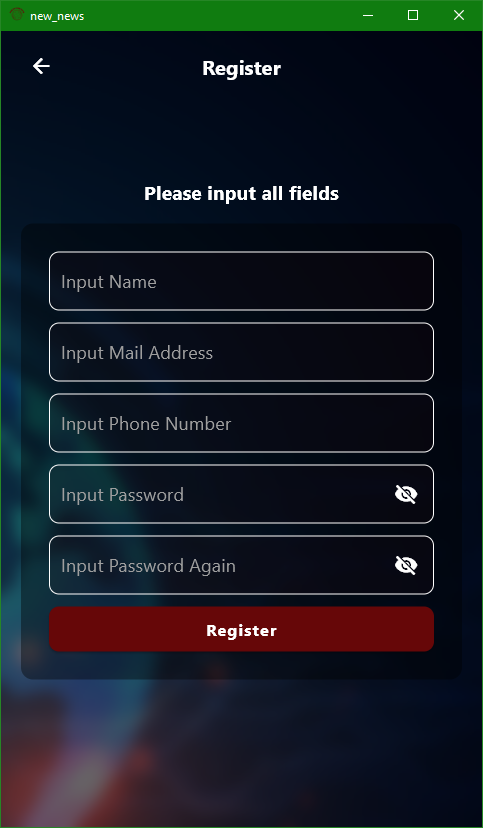 new_news
Register
Please input all fields
Input Name
Input Mail Address
Input Phone Number
Input Password
Input Password Again
Register